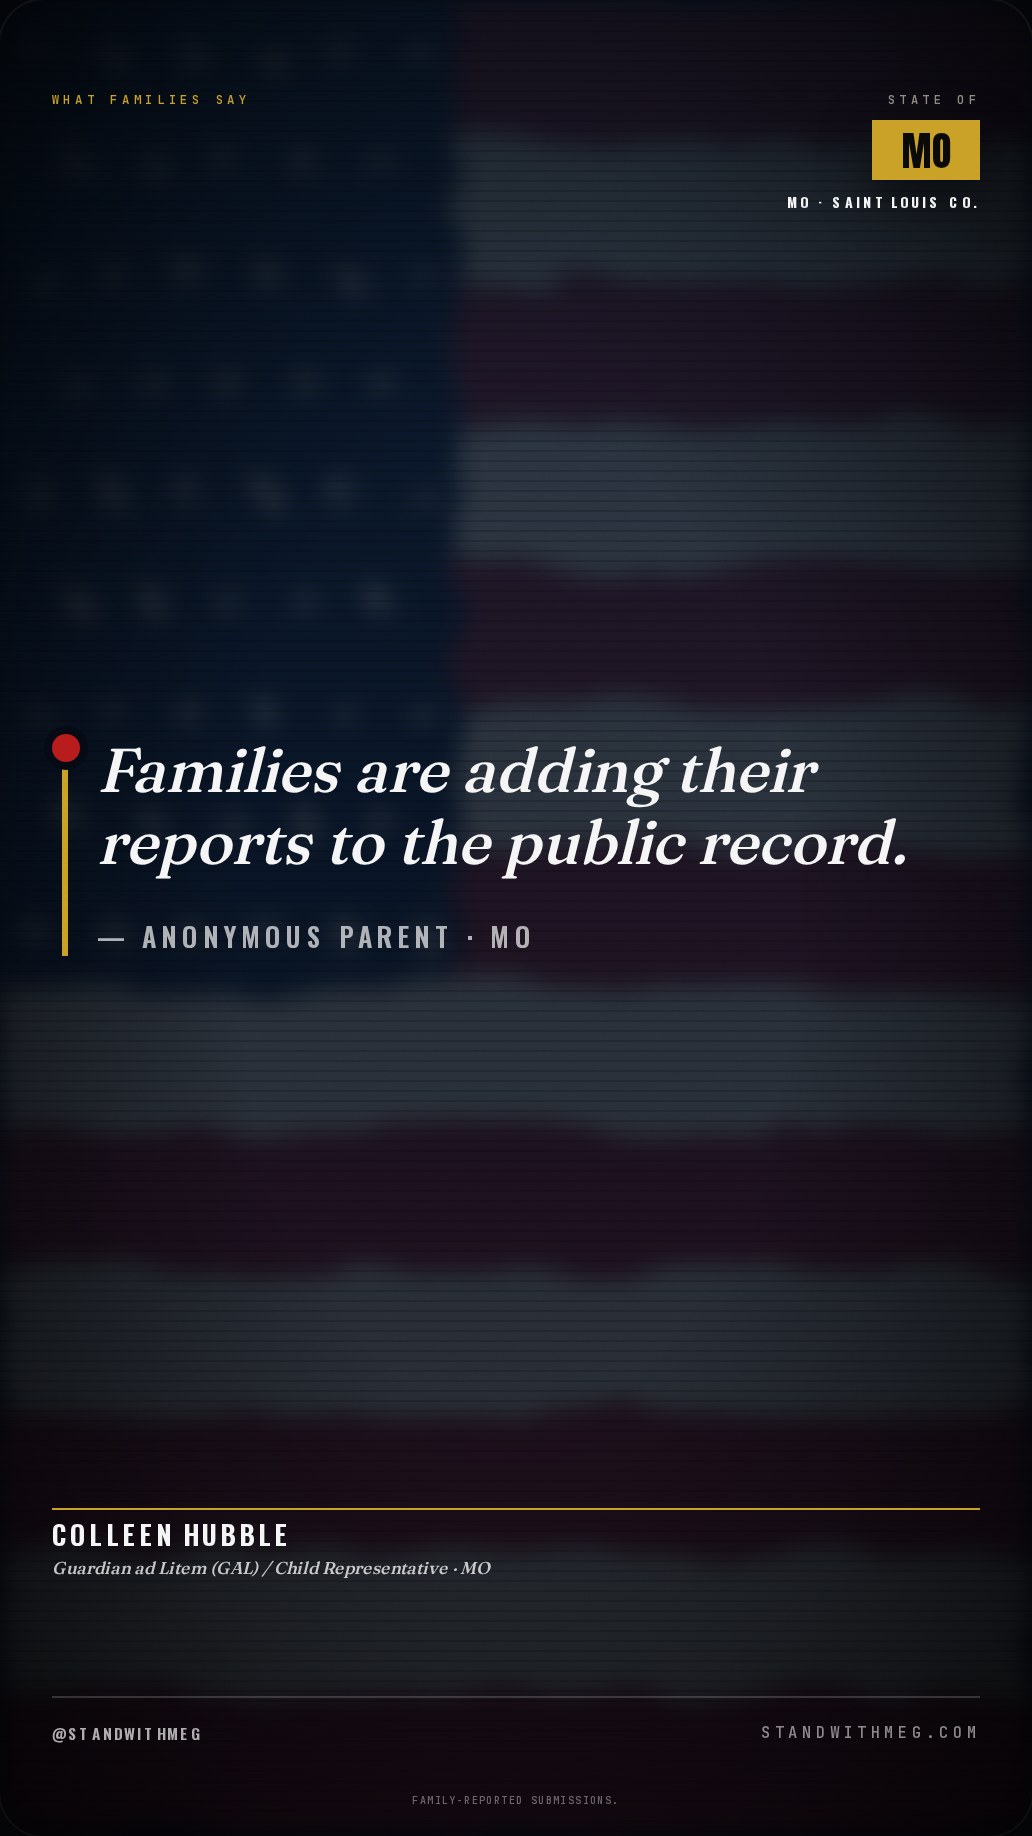 WHAT FAMILIES SAY
STATE OF
MO
MO · SAINT LOUIS CO.
Families are adding their
reports to the public record.
— ANONYMOUS PARENT · MO
COLLEEN HUBBLE
Guardian ad Litem (GAL) / Child Representative · MO
@STANDWITHMEG
STANDWITHMEG.COM
FAMILY-REPORTED SUBMISSIONS.